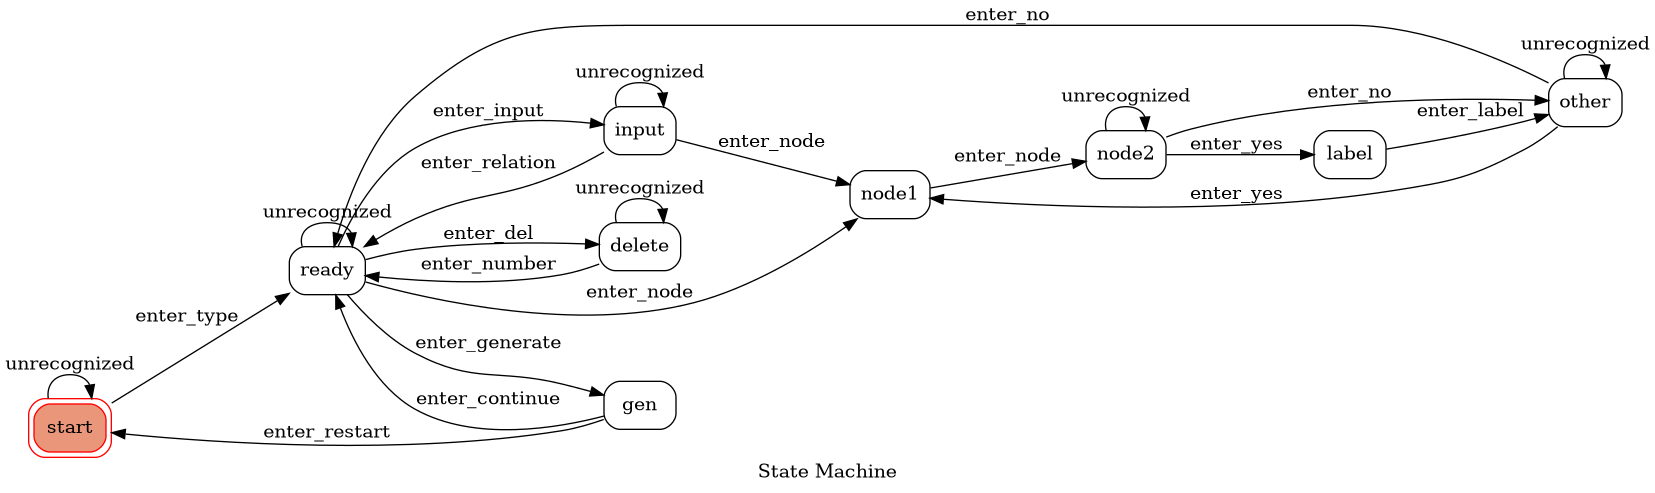 enter_no
unrecognized
unrecognized
other
enter_input
input
unrecognized
enter_no
enter_label
enter_node
node2
enter_yes
label
enter_relation
enter_node
unrecognized
node1
enter_yes
unrecognized
enter_del
delete
ready
enter_number
enter_node
enter_type
enter_generate
unrecognized
enter_continue
gen
start
enter_restart
State Machine